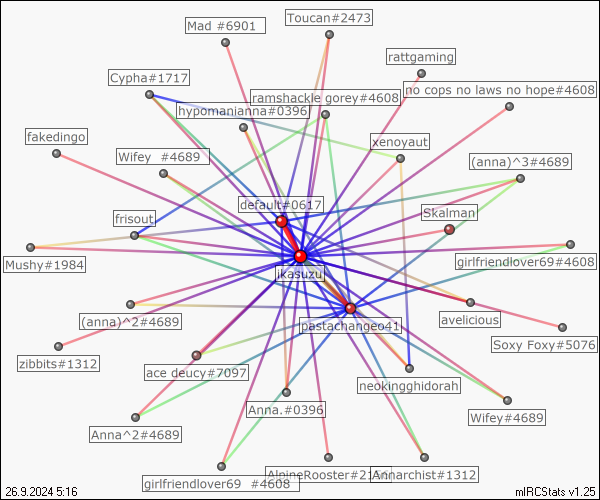 Toucan#2473
Mad #6901
rattgaming
Cypha#1717
no cops no laws no hope#4608
ramshackle gorey#4608
hypomanianna#0396
fakedingo
xenoyaut
Wifey #4689
(anna)^3#4689
default#0617
frisout
Skalman
Mushy#1984
ikasuzu
girlfriendlover69#4608
(anna)^2#4689
pastachangeo41
avelicious
Soxy Foxy#5076
zibbits#1312
ace deucy#7097
neokingghidorah
Anna.#0396
Wifey#4689
Anna^2#4689
AlpineRooster#21
Annarchist#1312
girlfriendlover69 #4608
26.9.2024 5:16
mIRCStats v1.25